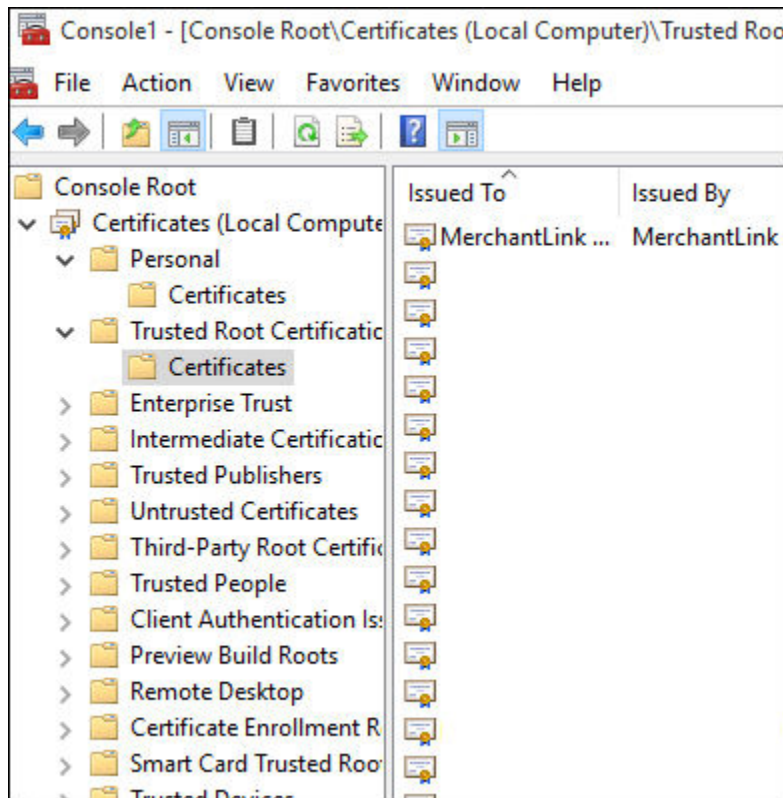 Console1 - [Console Root\Certificates (Local Computer)\Trusted Roo
File Action View Favorites Window Help
Console Root
Certificates (Local Compute
Personal
Certificates
Trusted Root Certificatic
Certificates
Enterprise Trust
Intermediate Certificatic
Trusted Publishers
Untrusted Certificates
Third-Party Root Certific
Trusted People
Client Authentication Is
Preview Build Roots
Remote Desktop
Certificate Enrollment R
Smart Card Trusted Roo
Trusted Devices
Issued To Issued By
MerchantLink ... MerchantLink